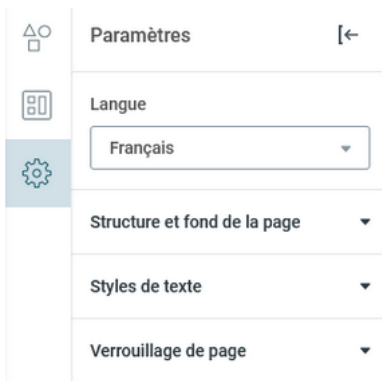 Paramètres
Langue
Français
Structure et fond de la page
Styles de texte
Verrouillage de page